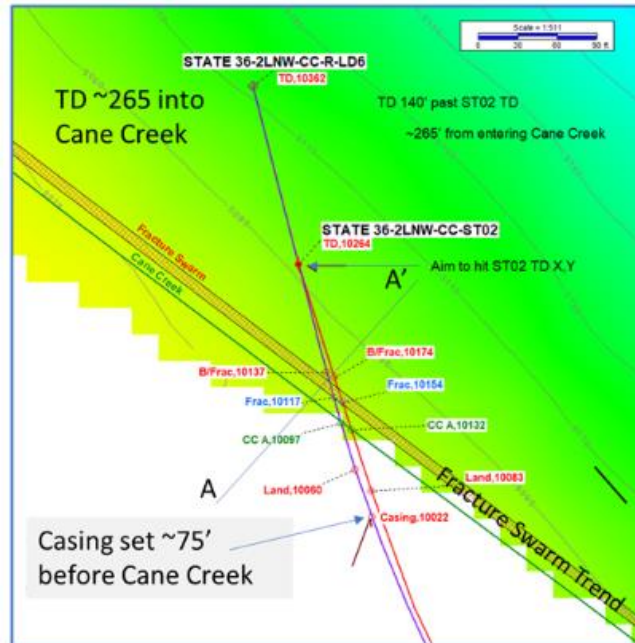 Scale = 1:511
0 30 60 90 ft.
STATE 36-2LNW-CC-R-LD6
TD,10362
TD ~265 into
Cane Creek
TD 140' past ST02 TD
~265' from entering Cane Creek
Fracture Swarm
Cane Creek
STATE 36-2LNW-CC-ST02
TD,10264
Aim to hit ST02 TD X,Y
A'
B/Frac,10174
B/Frac,10137
Frac,10154
Frac,10117
CC A,10132
CC A,10097
A
Land,10060
Land,10083
Casing,10022
Casing set ~75'
before Cane Creek
Fracture Swarm Trend